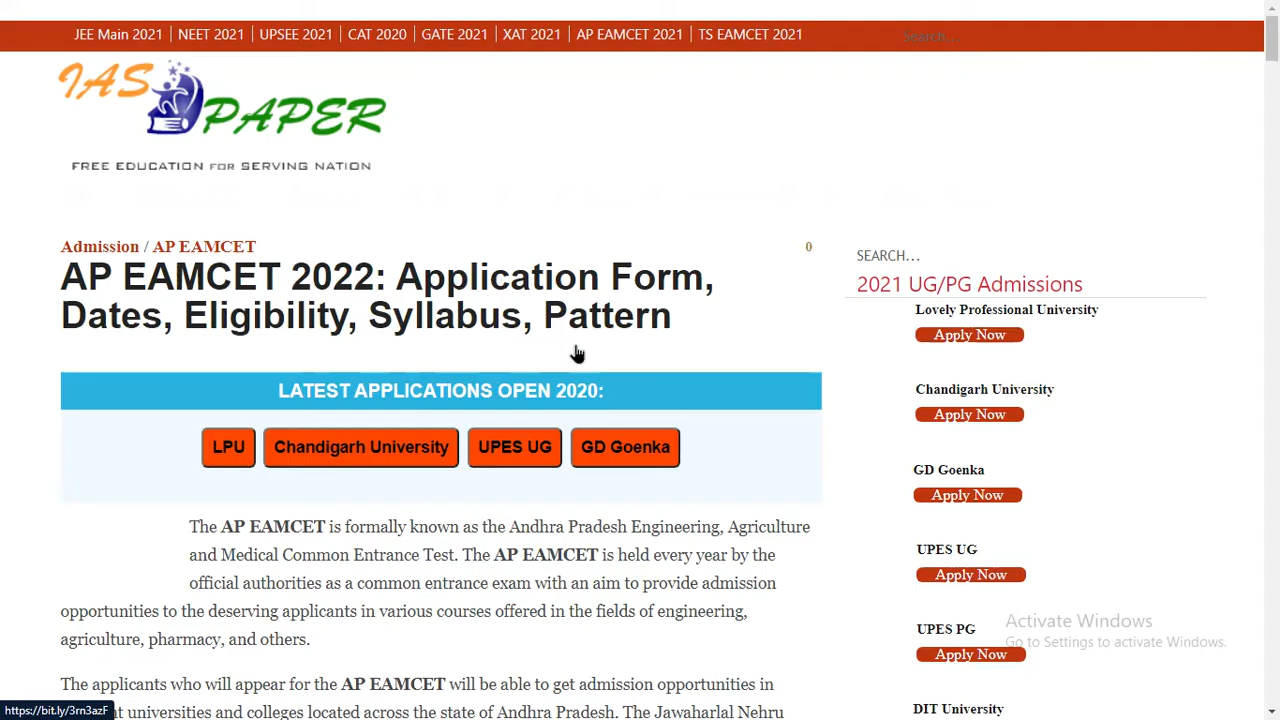 JEE Main 2021 NEET 2021 UPSEE 2021 CAT 2020 GATE 2021 XAT 2021 AP EAMCET 2021 TS EAMCET 2021 Search...
IAS PAPER
FREE EDUCATION FOR SERVING NATION
Admission / AP EAMCET 0
AP EAMCET 2022: Application Form,
Dates, Eligibility, Syllabus, Pattern
LATEST APPLICATIONS OPEN 2020:
LPU Chandigarh University UPES UG GD Goenka
The AP EAMCET is formally known as the Andhra Pradesh Engineering, Agriculture
and Medical Common Entrance Test. The AP EAMCET is held every year by the
official authorities as a common entrance exam with an aim to provide admission
opportunities to the deserving applicants in various courses offered in the fields of engineering,
agriculture, pharmacy, and others.
The applicants who will appear for the AP EAMCET will be able to get admission opportunities in
universities and colleges located across the state of Andhra Pradesh. The Jawaharlal Nehru
SEARCH...
2021 UG/PG Admissions
Lovely Professional University
Apply Now
Chandigarh University
Apply Now
GD Goenka
Apply Now
UPES UG
Apply Now
UPES PG
Apply Now
DIT University
Activate Windows
Go to Settings to activate Windows.
https://bit.ly/3rn3azF